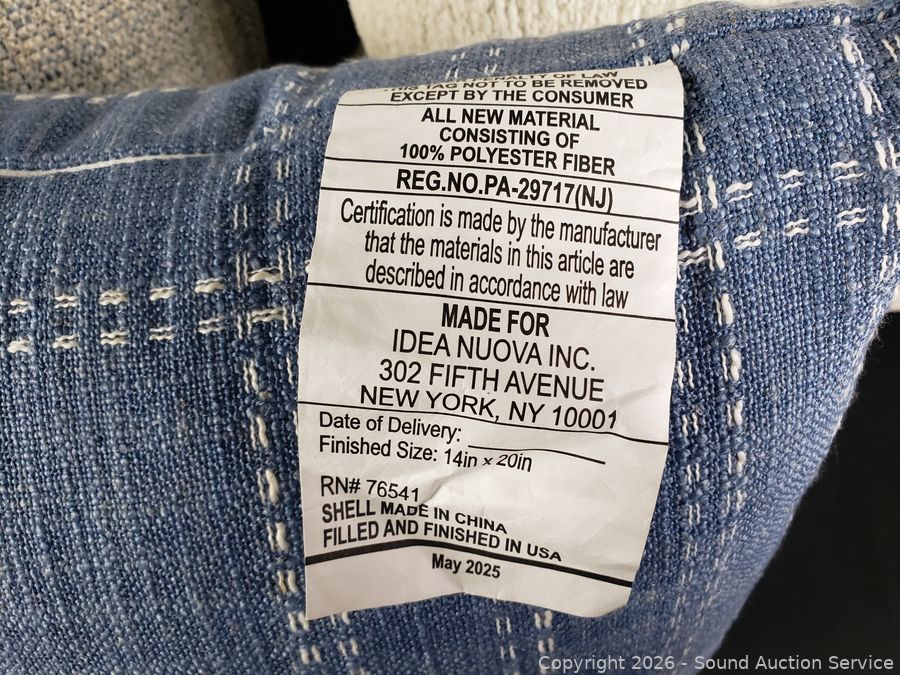 PENALTY OF LAW
THIS TAG NOT TO BE REMOVED
EXCEPT BY THE CONSUMER
ALL NEW MATERIAL
CONSISTING OF
100% POLYESTER FIBER
REG.NO.PA-29717(NJ)
Certification is made by the manufacturer
that the materials in this article are
described in accordance with law
MADE FOR
IDEA NUOVA INC.
302 FIFTH AVENUE
NEW YORK, NY 10001
Date of Delivery:
Finished Size: 14in x 20in
RN# 76541
SHELL MADE IN CHINA
FILLED AND FINISHED IN USA
May 2025
Copyright 2026 - Sound Auction Service